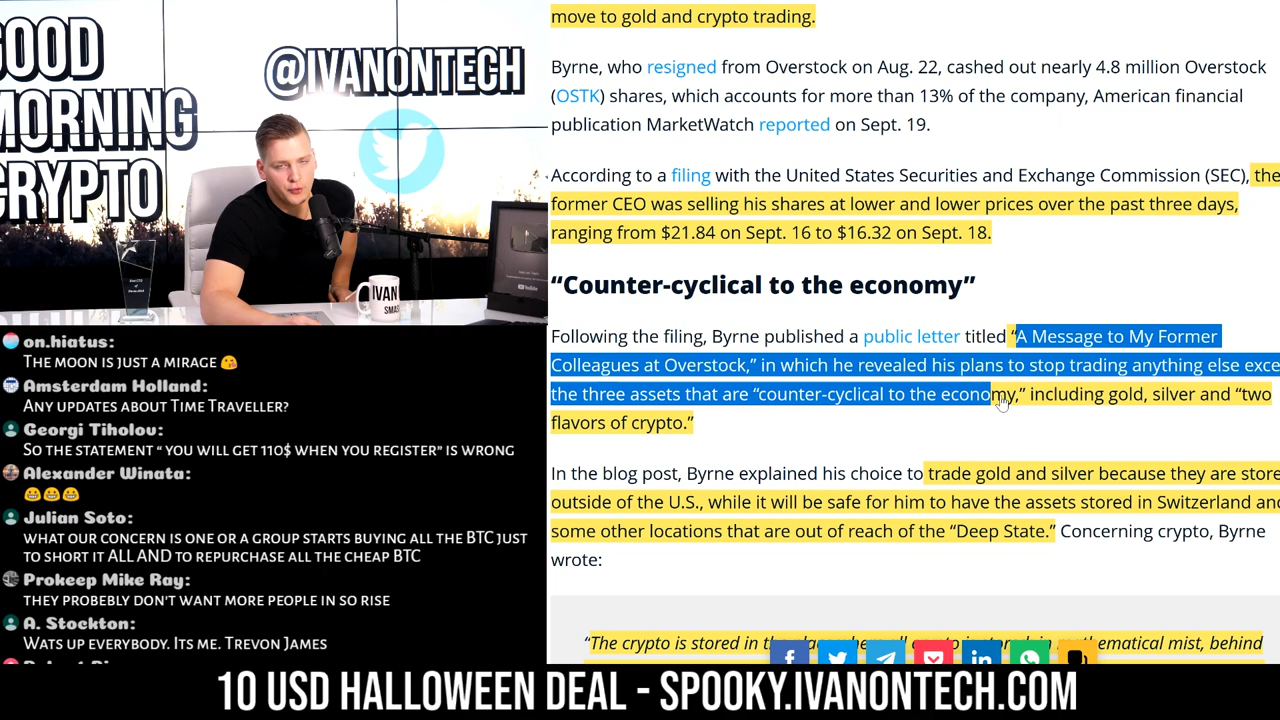 GOOD
MORNING
CRYPTO
@IVANONTECH
IVAN
SMAS
YouTube
on.hiatus:
The moon is just a mirage 😘
Amsterdam Holland:
Any updates about Time Traveller?
Georgi Tiholov:
So the statement “ you will get 110$ when you register” is wrong
Alexander Winata:
😂😂😂
Julian Soto:
what our concern is one or a group starts buying all the BTC just
to short it ALL AND to repurchase all the cheap BTC
Prokeep Mike Ray:
they probebly don't want more people in so rise
A. Stockton:
Wats up everybody. Its me. Trevon James
move to gold and crypto trading.
Byrne, who resigned from Overstock on Aug. 22, cashed out nearly 4.8 million Overstock
(OSTK) shares, which accounts for more than 13% of the company, American financial
publication MarketWatch reported on Sept. 19.
According to a filing with the United States Securities and Exchange Commission (SEC), the
former CEO was selling his shares at lower and lower prices over the past three days,
ranging from $21.84 on Sept. 16 to $16.32 on Sept. 18.
“Counter-cyclical to the economy”
Following the filing, Byrne published a public letter titled “A Message to My Former
Colleagues at Overstock,” in which he revealed his plans to stop trading anything else exce
the three assets that are “counter-cyclical to the economy,” including gold, silver and “two
flavors of crypto.”
In the blog post, Byrne explained his choice to trade gold and silver because they are store
outside of the U.S., while it will be safe for him to have the assets stored in Switzerland and
some other locations that are out of reach of the “Deep State.” Concerning crypto, Byrne
wrote:
“The crypto is stored in mathematical mist, behind
10 USD HALLOWEEN DEAL - SPOOKY.IVANONTECH.COM